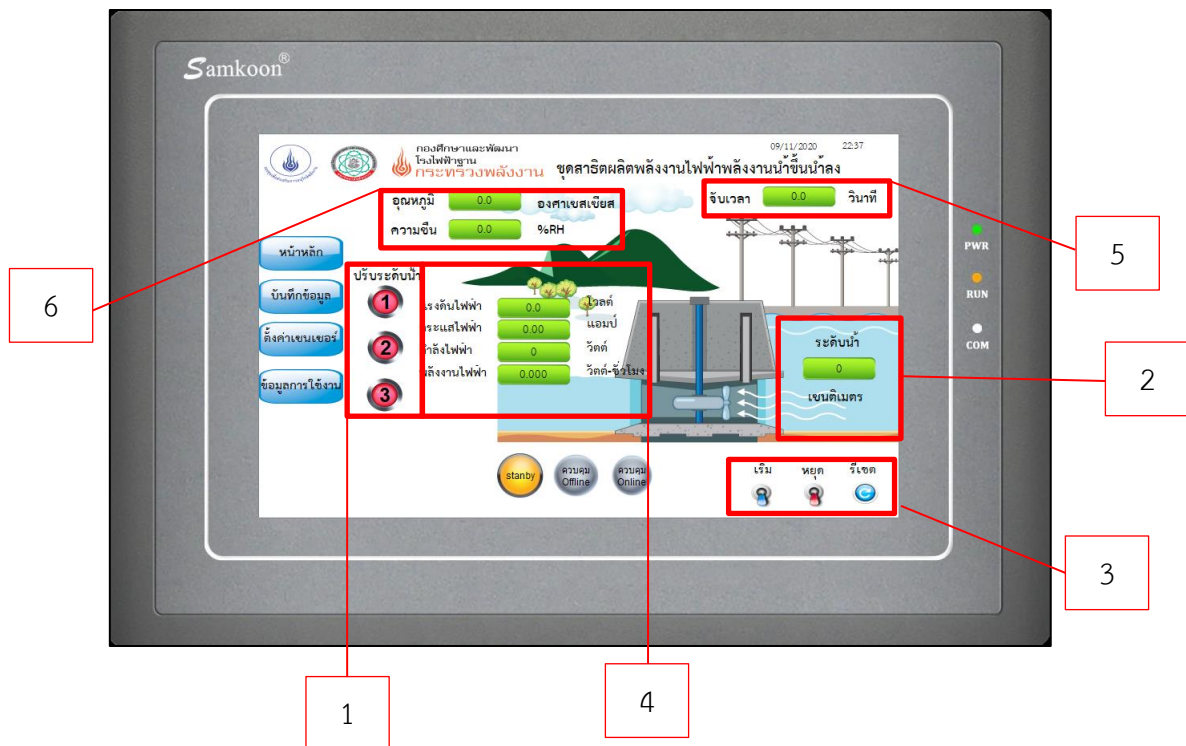 Samkoon®
กองศึกษาและพัฒนา
โรงไฟฟ้าฐาน
กระทรวงพลังงาน
09/11/2020 22:37
ชุดสาธิตผลิตพลังงานไฟฟ้าพลังงานน้ำขึ้นน้ำลง
อุณหภูมิ 0.0 องศาเซสเซียส
จับเวลา 0.0 วินาที
ความชืน 0.0 %RH
5
PWR
6
หน้าหลัก
ปรับระดับน้ำ
บันทึกข้อมูล
1
RUN
แรงดันไฟฟ้า 0.0 โวลต์
กระแสไฟฟ้า 0.00 แอมป์
ตั้งค่าเซนเซอร์
2
กำลังไฟฟ้า 0 วัตต์
ระดับน้ำ
COM
พลังงานไฟฟ้า 0.000 วัตต์-ชั่วโมง
0
2
ข้อมูลการใช้งาน
3
เซนติเมตร
stanby
ควบคุม
Offline
ควบคุม
Online
เริ่ม หยุด รีเซต
3
1
4